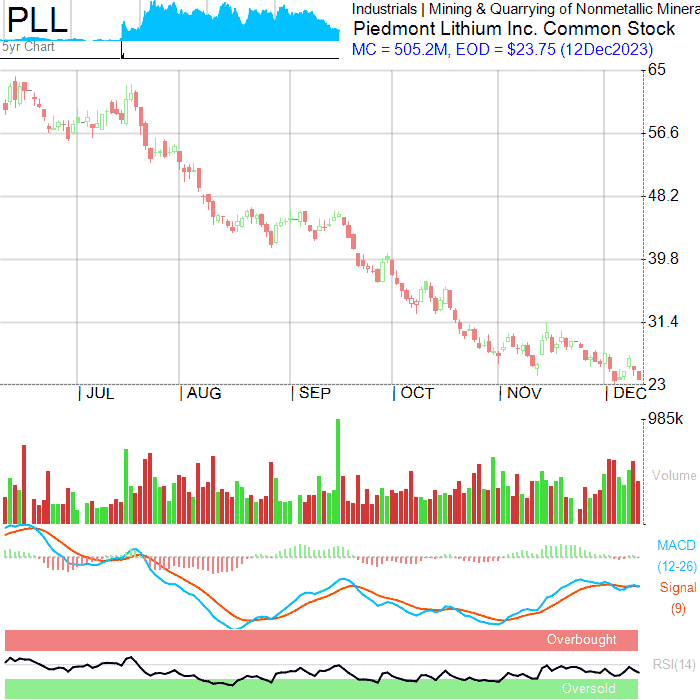 PLL
5yr Chart
Industrials | Mining & Quarrying of Nonmetallic Minera
Piedmont Lithium Inc. Common Stock
MC = 505.2M, EOD = $23.75 (12Dec2023)
65
56.6
48.2
39.8
31.4
23
| JUL | AUG | SEP | OCT | NOV | DEC
985k
Volume
MACD
(12-26)
Signal
(9)
Overbought
RSI(14)
Oversold